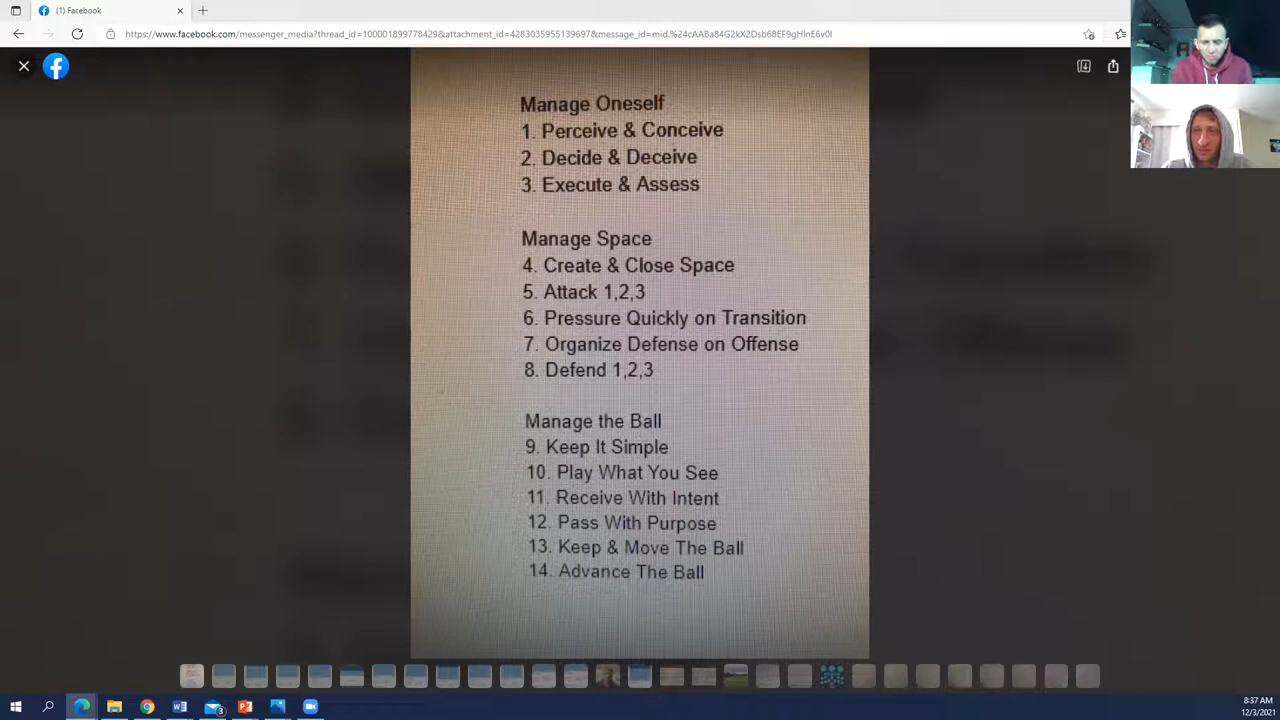 (1) Facebook
https://www.facebook.com/messenger_media?thread_id=100001899778429&attachment_id=4283035955139697&message_id=mid.%24cAABa84G2kX2Dsb68EF9gHlnE6v0I
Manage Oneself
1. Perceive & Conceive
2. Decide & Deceive
3. Execute & Assess
Manage Space
4. Create & Close Space
5. Attack 1,2,3
6. Pressure Quickly on Transition
7. Organize Defense on Offense
8. Defend 1,2,3
Manage the Ball
9. Keep It Simple
10. Play What You See
11. Receive With Intent
12. Pass With Purpose
13. Keep & Move The Ball
14. Advance The Ball
3
8:37 AM
12/3/2021